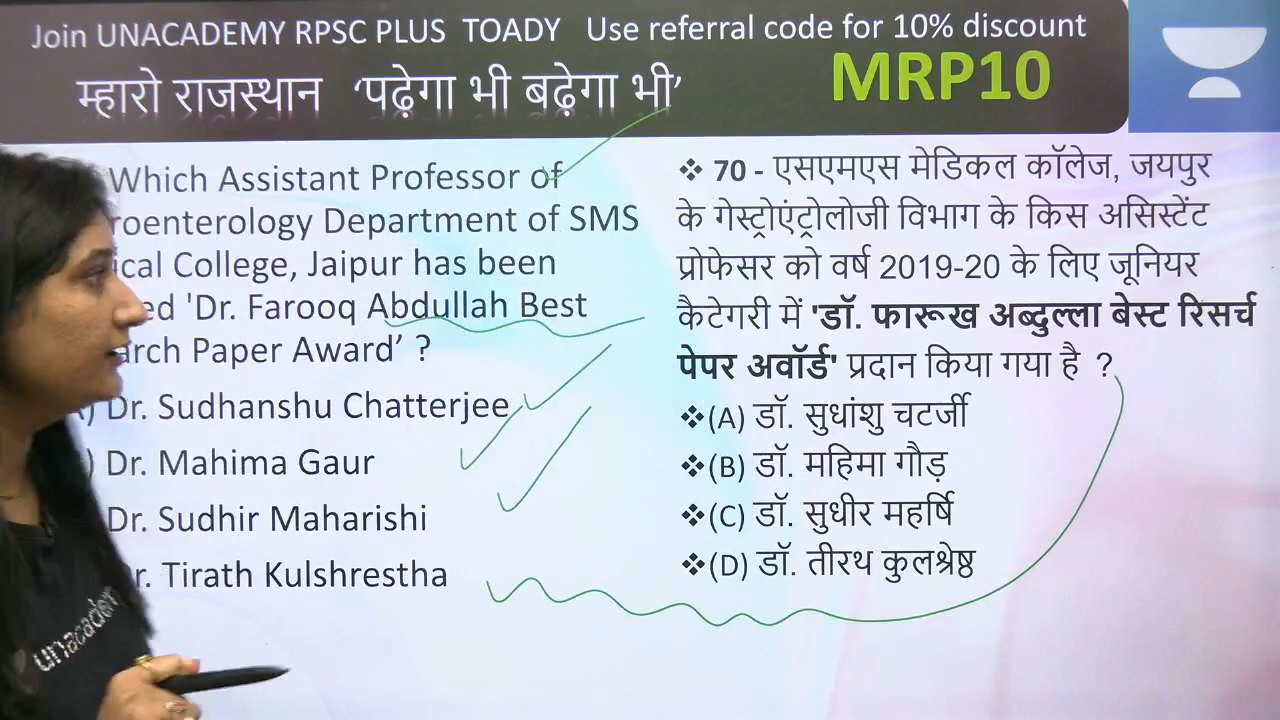 Join UNACADEMY RPSC PLUS TOADY Use referral code for 10% discount
म्हारो राजस्थान ‘पढ़ेगा भी बढ़ेगा भी’ MRP10
Which Assistant Professor of
roenterology Department of SMS
ical College, Jaipur has been
ed 'Dr. Farooq Abdullah Best
arch Paper Award’ ?
) Dr. Sudhanshu Chatterjee
) Dr. Mahima Gaur
Dr. Sudhir Maharishi
r. Tirath Kulshrestha
❖ 70 - एसएमएस मेडिकल कॉलेज, जयपुर
के गेस्ट्रोएंट्रोलोजी विभाग के किस असिस्टेंट
प्रोफेसर को वर्ष 2019-20 के लिए जूनियर
कैटेगरी में 'डॉ. फारूख अब्दुल्ला बेस्ट रिसर्च
पेपर अवॉर्ड' प्रदान किया गया है ?
❖(A) डॉ. सुधांशु चटर्जी
❖(B) डॉ. महिमा गौड़
❖(C) डॉ. सुधीर महर्षि
❖(D) डॉ. तीरथ कुलश्रेष्ठ
unacademy